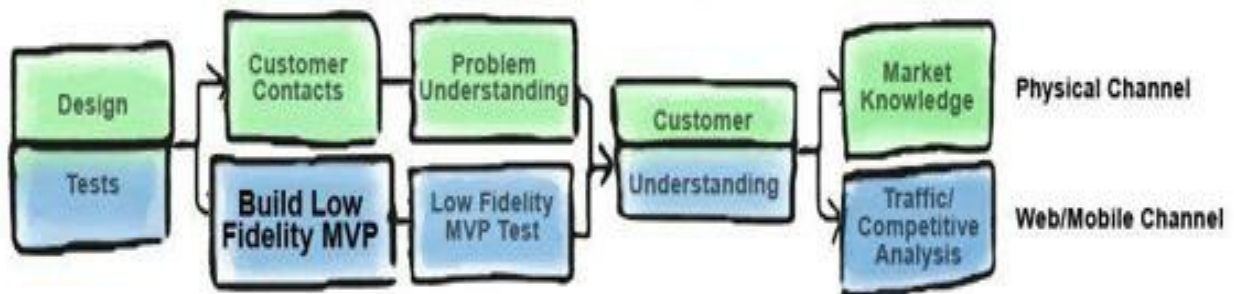 Design
Tests
Customer
Contacts
Build Low
Fidelity MVP
Problem
Understanding
Low Fidelity
MVP Test
Customer
Understanding
Market
Knowledge
Traffic/
Competitive
Analysis
Physical Channel
Web/Mobile Channel